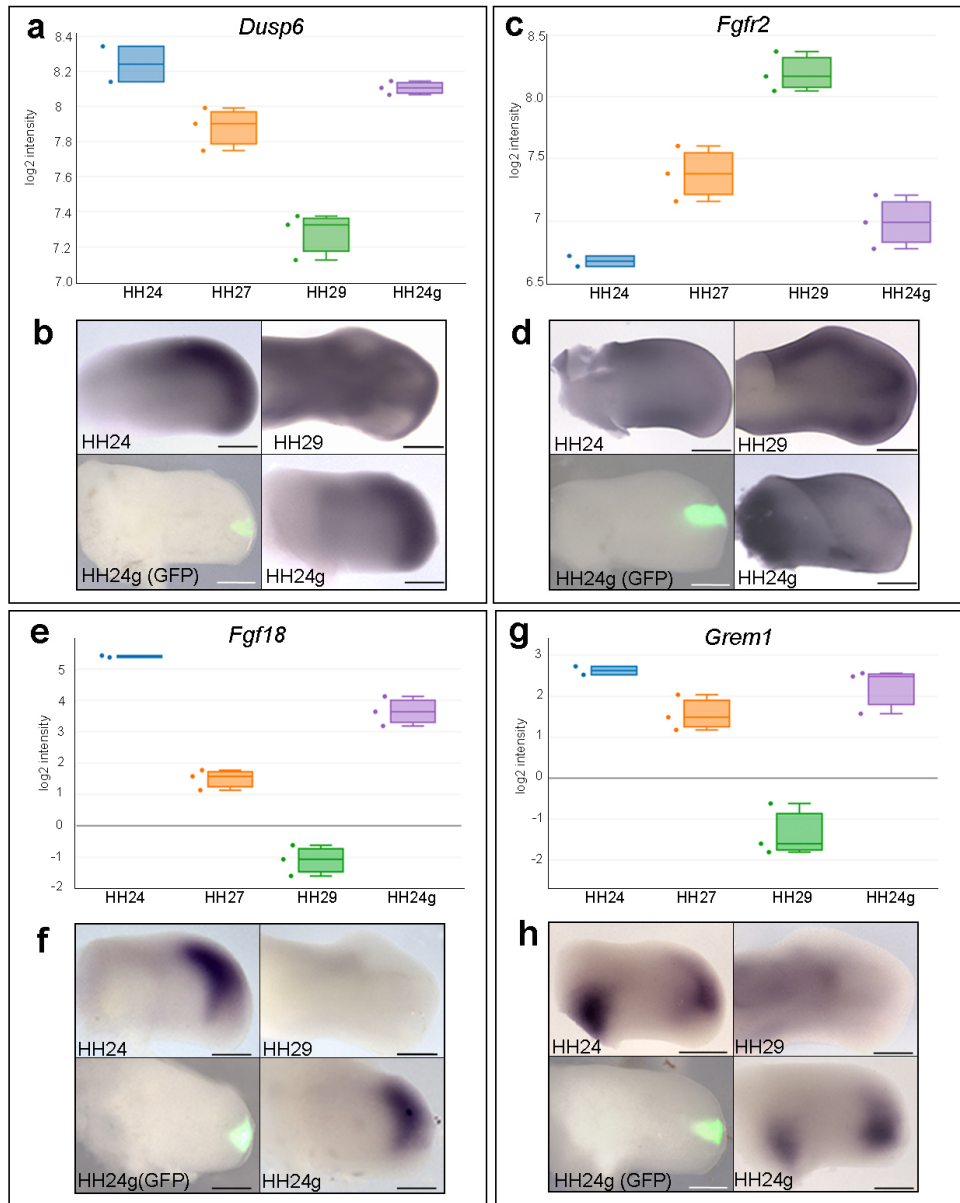 a
Dusp6
log2 intensity
8.4
8.2
8
7.8
7.6
7.4
7.2
7.0
HH24
HH27
HH29
HH24g
b
HH24
HH29
HH24g (GFP)
HH24g
c
Fgfr2
log2 intensity
8.5
8.0
7.5
7
6.5
HH24
HH27
HH29
HH24g
d
HH24
HH29
HH24g (GFP)
HH24g
e
Fgf18
log2 intensity
5
4
3
2
1
0
-1
-2
HH24
HH27
HH29
HH24g
f
HH24
HH29
HH24g(GFP)
HH24g
g
Grem1
log2 intensity
3
2
1
0
-1
-2
HH24
HH27
HH29
HH24g
h
HH24
HH29
HH24g (GFP)
HH24g